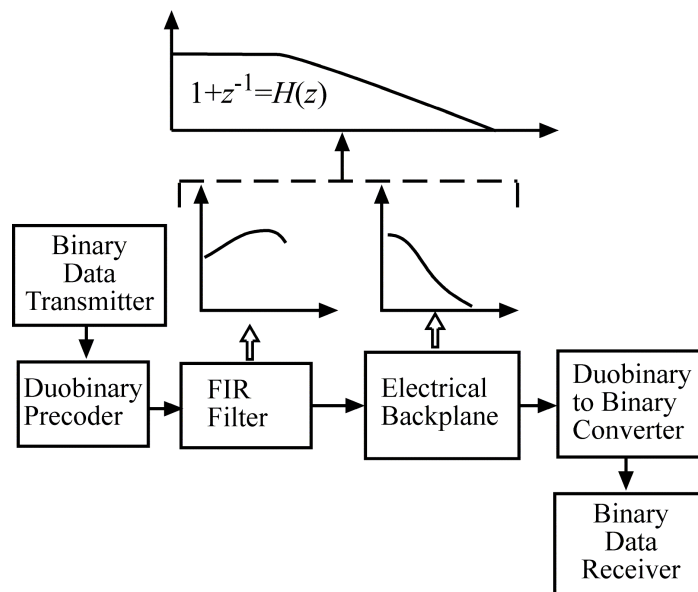 1+z⁻¹=H(z)
Binary
Data
Transmitter
Duobinary
Precoder
FIR
Filter
Electrical
Backplane
Duobinary
to Binary
Converter
Binary
Data
Receiver